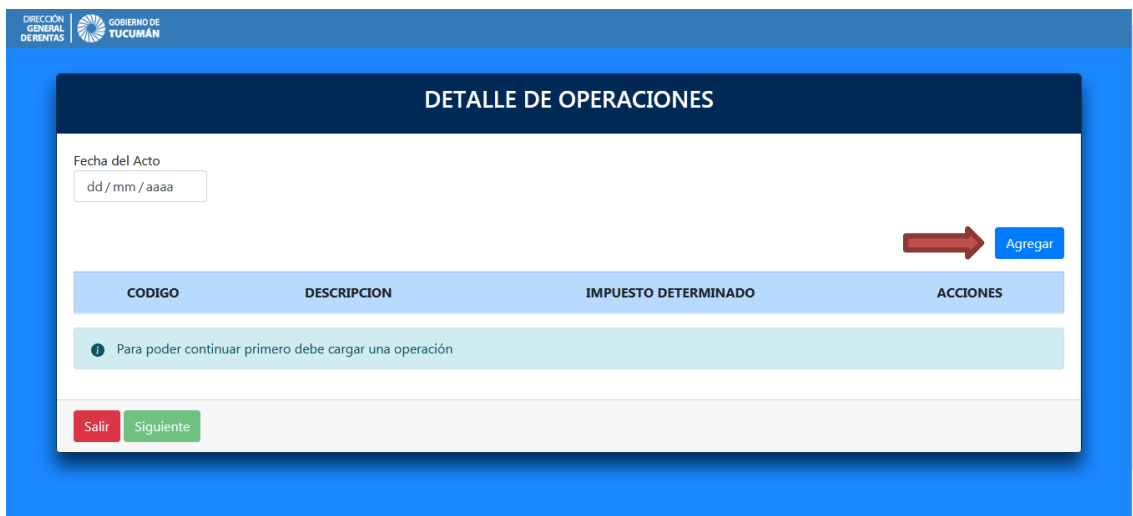 DIRECCIÓN
GENERAL
DE RENTAS
GOBIERNO DE
TUCUMÁN
DETALLE DE OPERACIONES
Fecha del Acto
dd / mm / aaaa
Agregar
CODIGO DESCRIPCION IMPUESTO DETERMINADO ACCIONES
Para poder continuar primero debe cargar una operación
Salir Siguiente